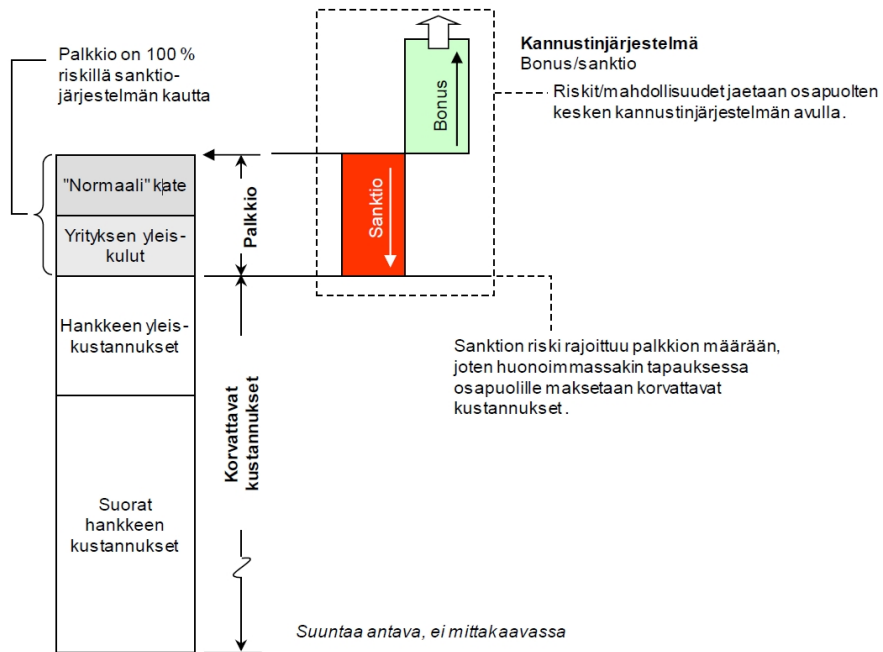 Palkkio on 100 %
riskillä sanktio-
järjestelmän kautta
"Normaali" kate
Yrityksen yleis-
kulut
Hankkeen yleis-
kustannukset
Suorat
hankkeen
kustannukset
Palkkio
Korvattavat
kustannukset
Sanktio
Bonus
Kannustinjärjestelmä
Bonus/sanktio
Riskit/mahdollisuudet jaetaan osapuolten
kesken kannustinjärjestelmän avulla.
Sanktion riski rajoittuu palkkion määrään,
joten huonoimmassakin tapauksessa
osapuolille maksetaan korvattavat
kustannukset.
Suuntaa antava, ei mittakaavassa